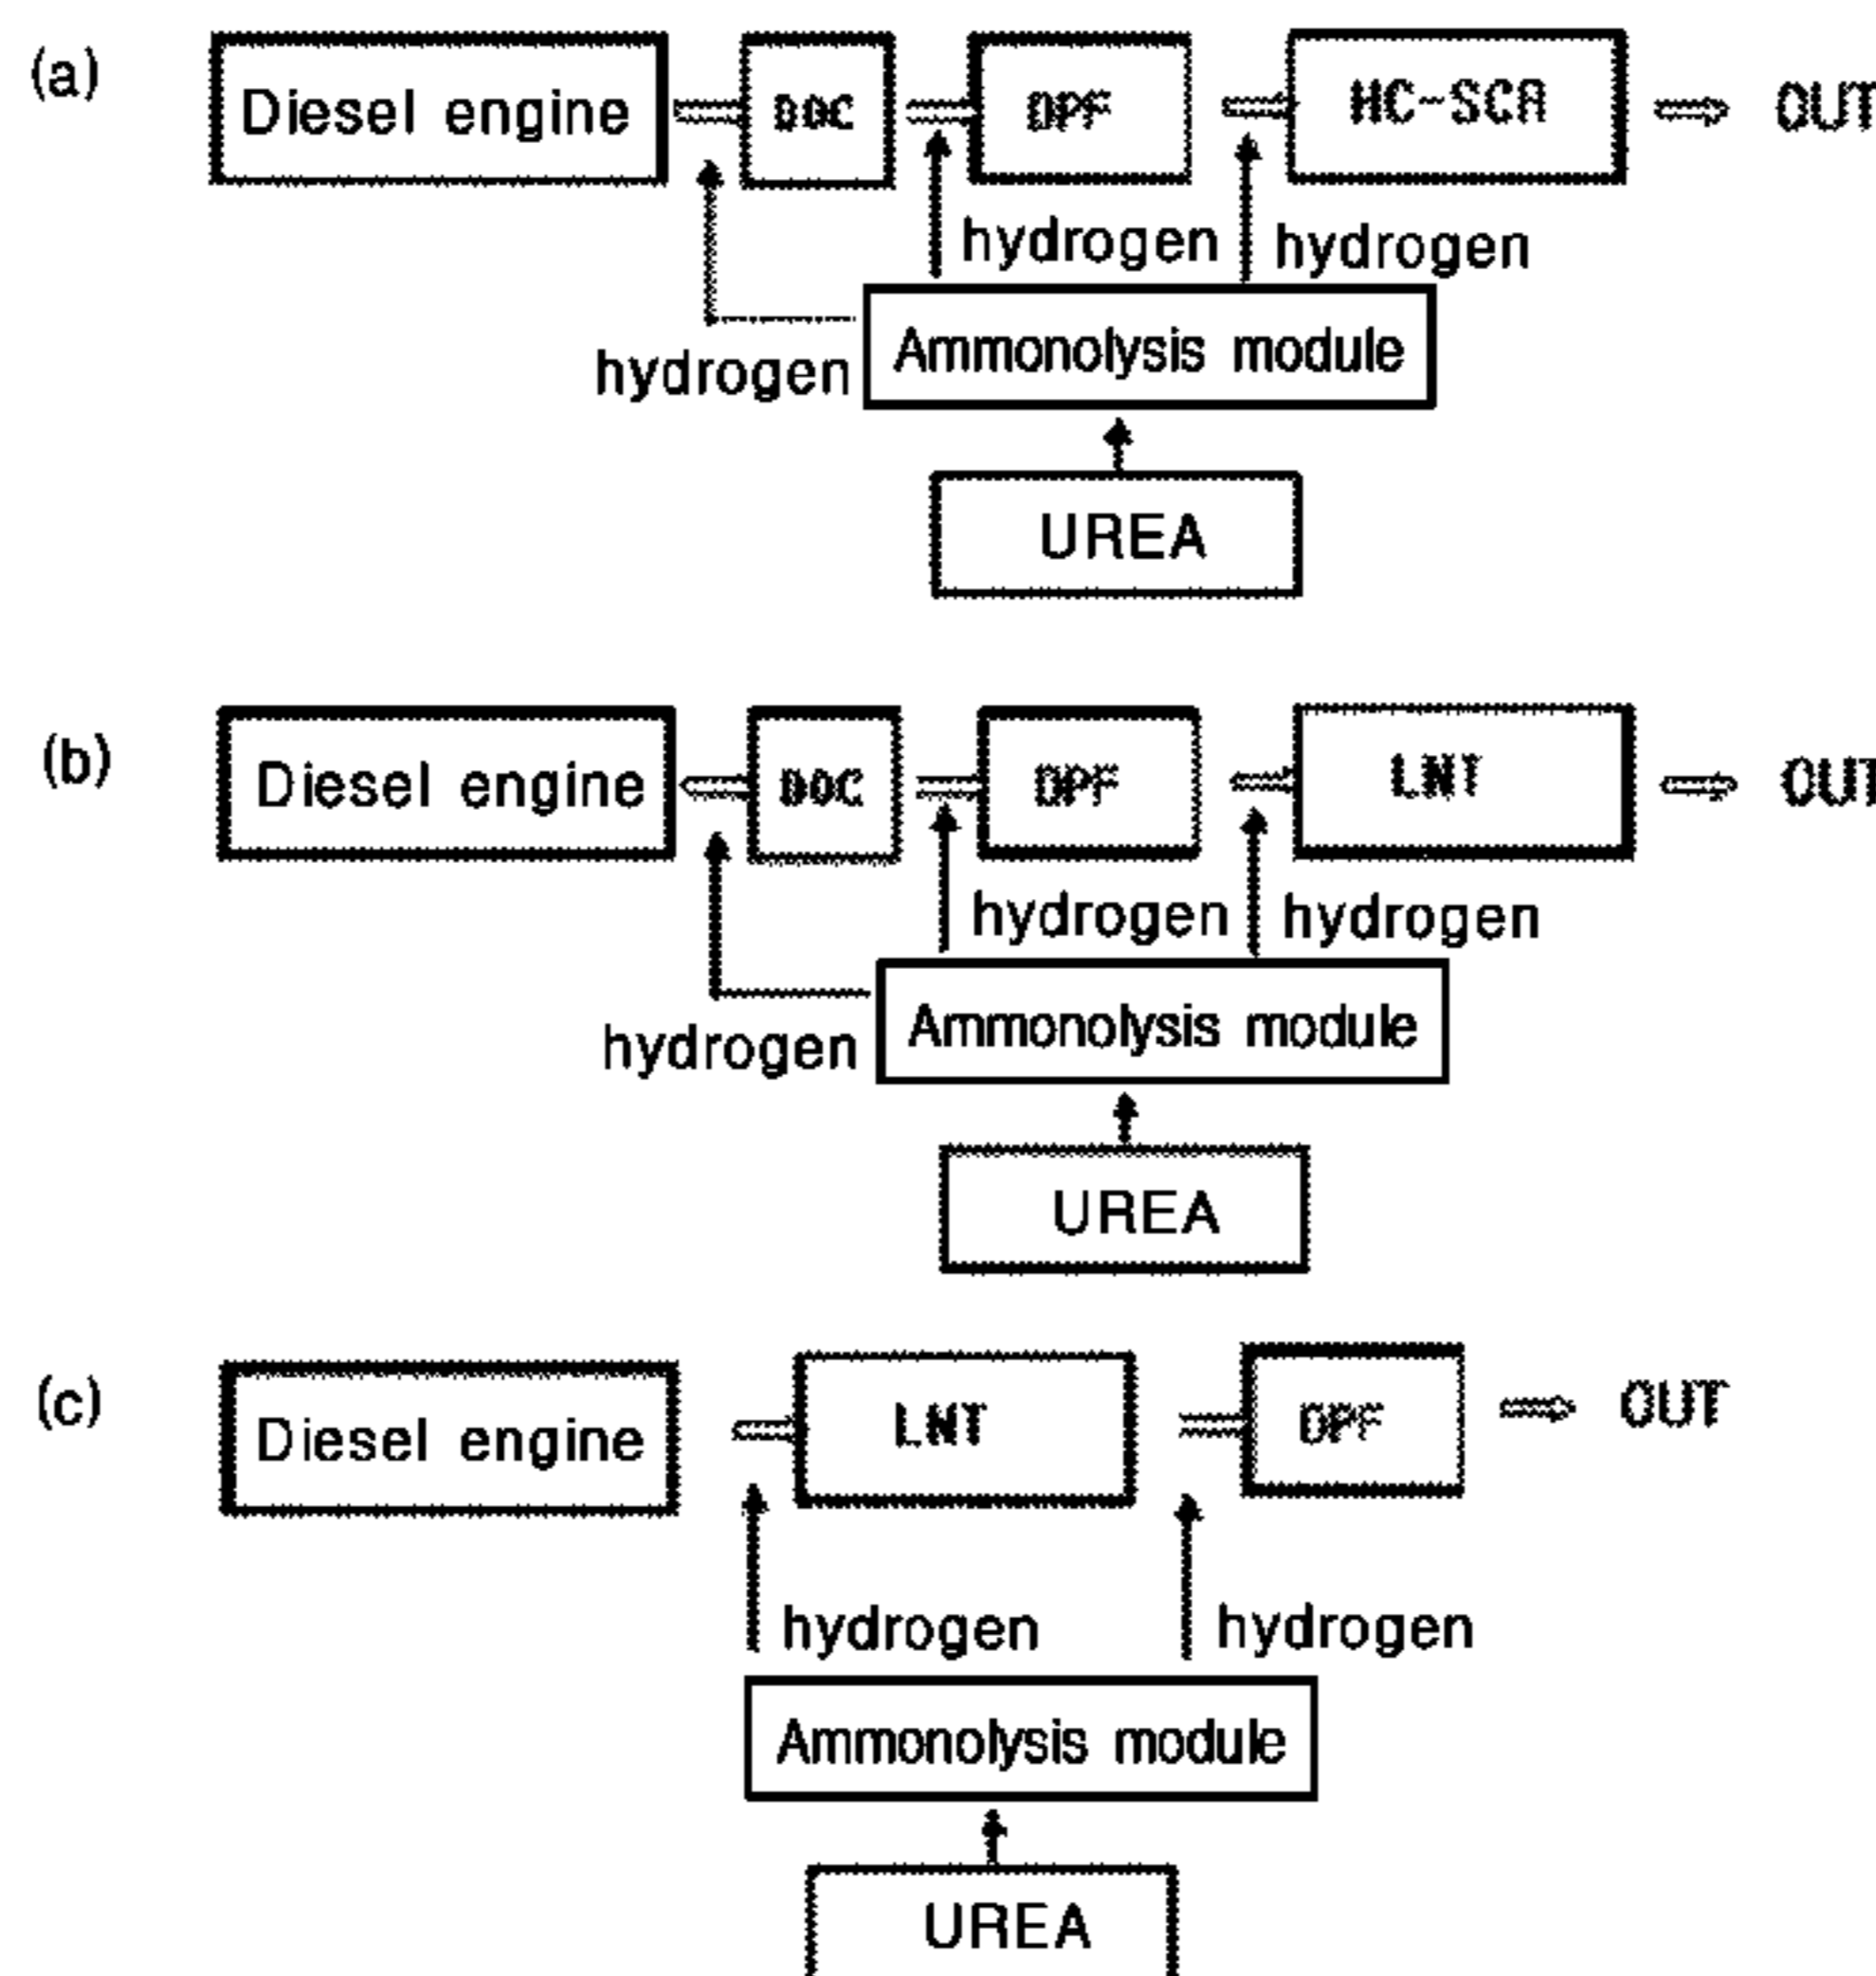 (a) Diesel engine DOC DPF HC-SCR OUT
hydrogen hydrogen
hydrogen Ammonolysis module
UREA
(b) Diesel engine DOC DPF LNT OUT
hydrogen hydrogen
hydrogen Ammonolysis module
UREA
(c) Diesel engine LNT DPF OUT
hydrogen hydrogen
Ammonolysis module
UREA